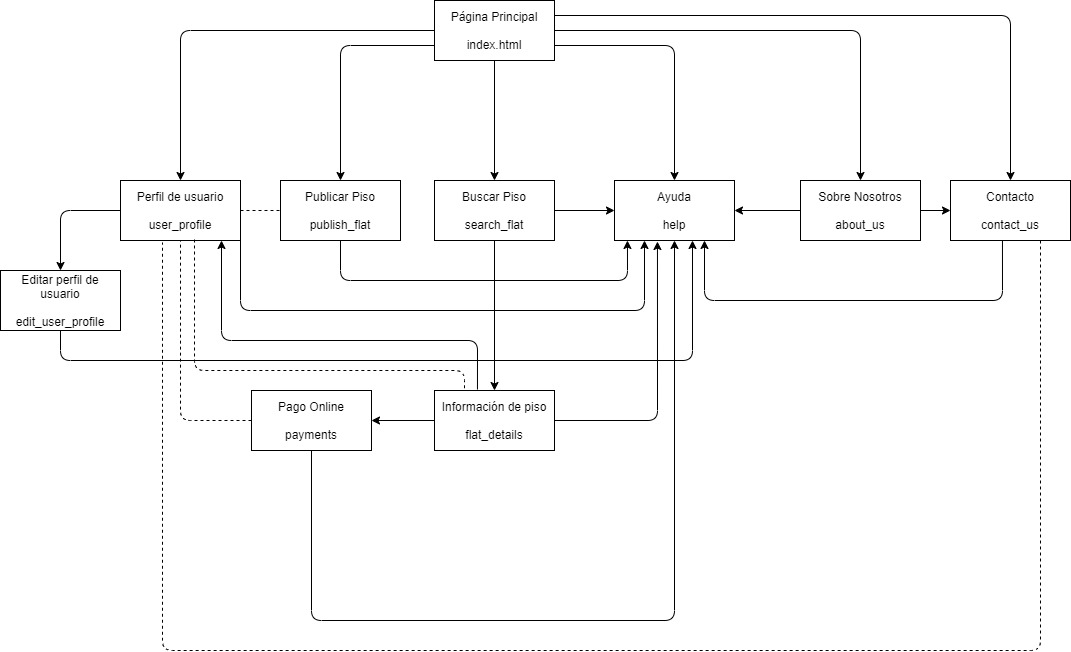 Página Principal
index.html
Perfil de usuario
user_profile
Publicar Piso
publish_flat
Buscar Piso
search_flat
Ayuda
help
Sobre Nosotros
about_us
Contacto
contact_us
Editar perfil de
usuario
edit_user_profile
Pago Online
payments
Información de piso
flat_details